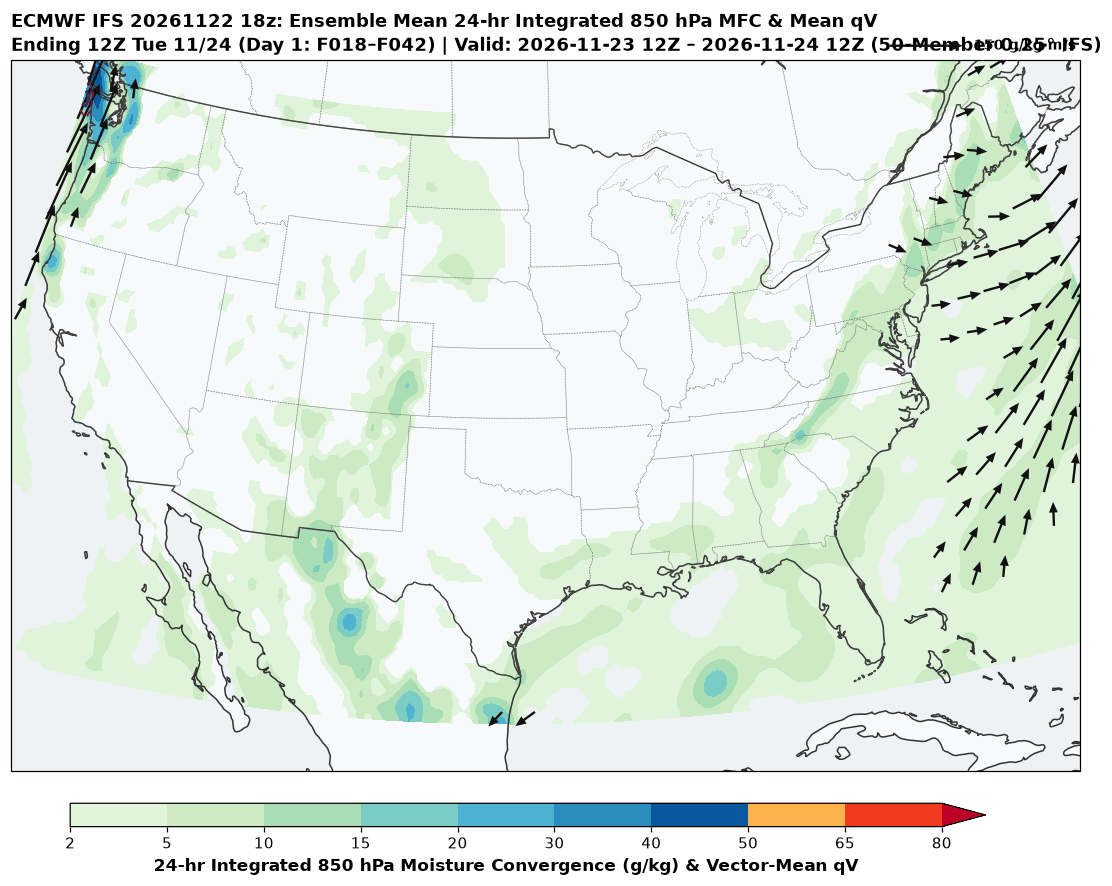 ECMWF IFS 20261122 18z: Ensemble Mean 24-hr Integrated 850 hPa MFC & Mean qV
Ending 12Z Tue 11/24 (Day 1: F018–F042) | Valid: 2026-11-23 12Z – 2026-11-24 12Z (50-Member 0.25° IFS)
150 g/kg·m/s
2 5 10 15 20 30 40 50 65 80
24-hr Integrated 850 hPa Moisture Convergence (g/kg) & Vector-Mean qV